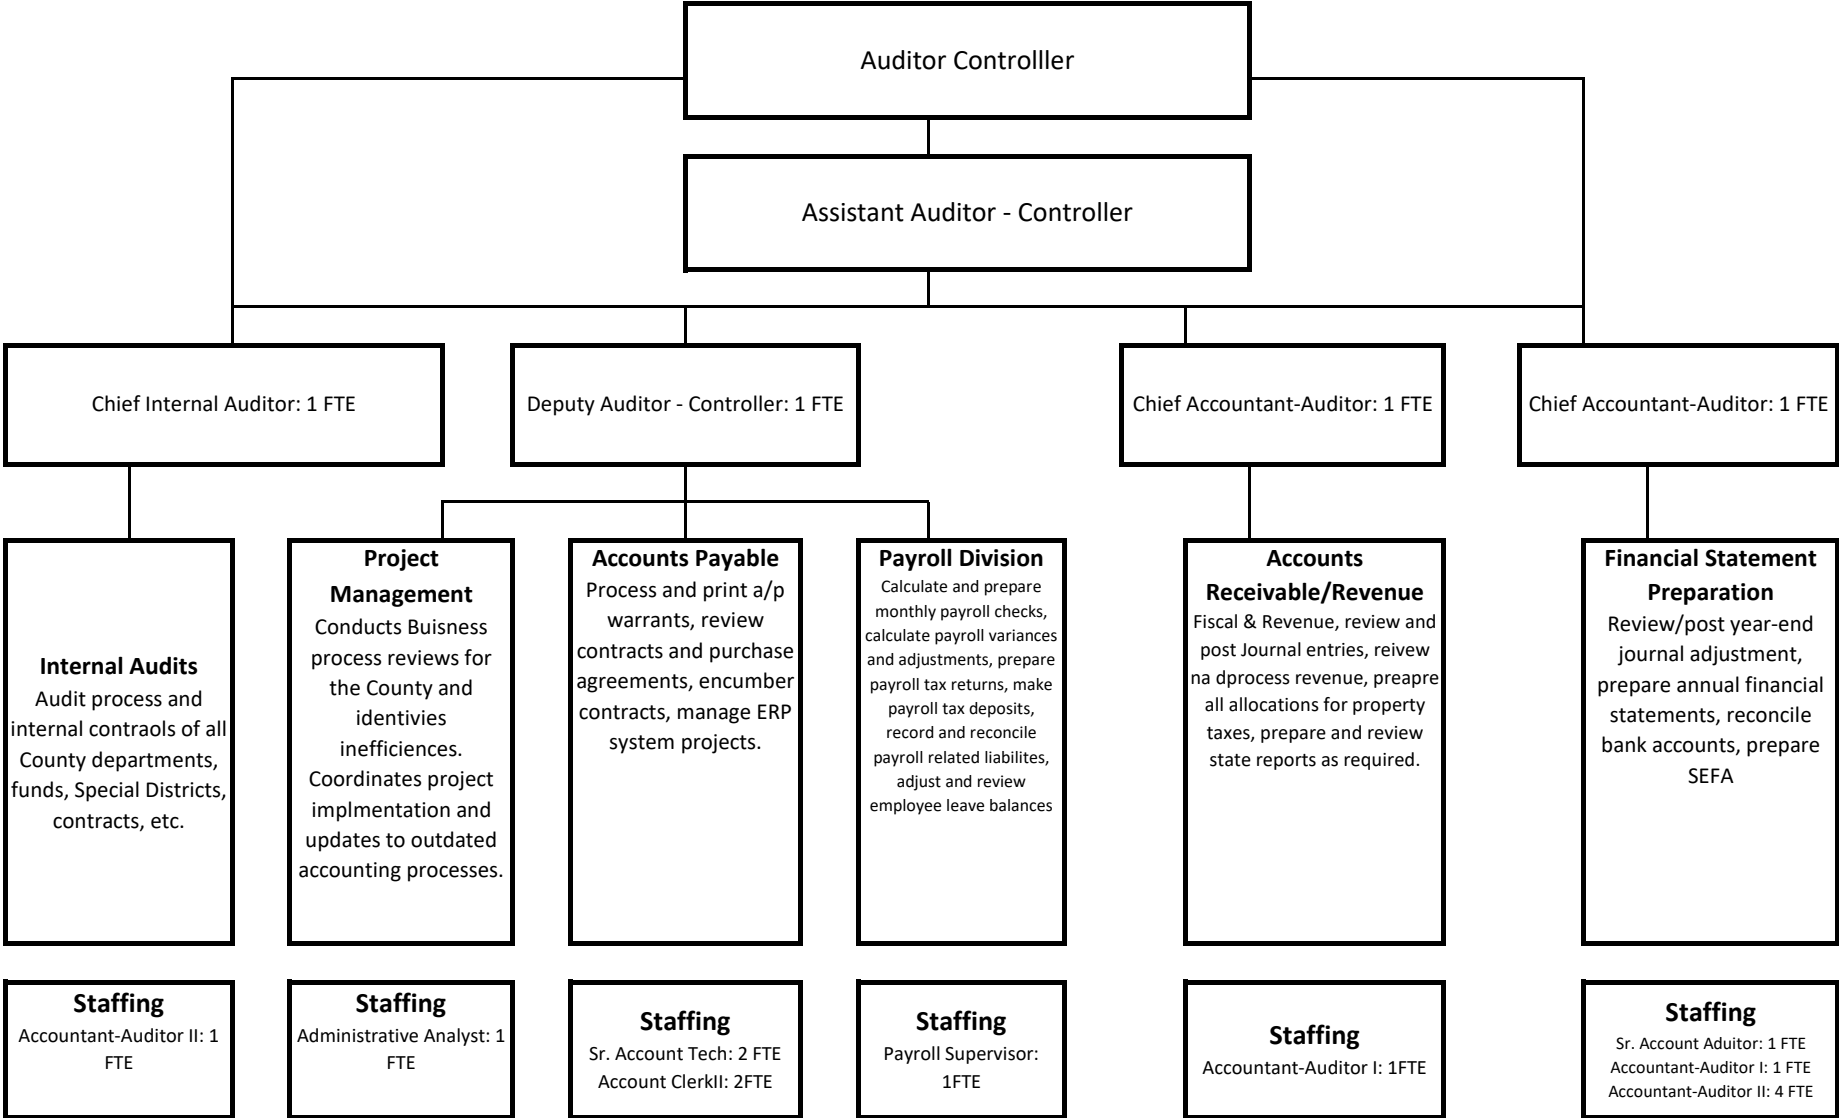 Auditor Controlller
Assistant Auditor - Controller
Chief Internal Auditor: 1 FTE
Deputy Auditor - Controller: 1 FTE
Chief Accountant-Auditor: 1 FTE
Chief Accountant-Auditor: 1 FTE
Internal Audits
Audit process and
internal contraols of all
County departments,
funds, Special Districts,
contracts, etc.
Project
Management
Conducts Buisness
process reviews for
the County and
identivies
inefficiences.
Coordinates project
implmentation and
updates to outdated
accounting processes.
Accounts Payable
Process and print a/p
warrants, review
contracts and purchase
agreements, encumber
contracts, manage ERP
system projects.
Payroll Division
Calculate and prepare
monthly payroll checks,
calculate payroll variances
and adjustments, prepare
payroll tax returns, make
payroll tax deposits,
record and reconcile
payroll related liabilites,
adjust and review
employee leave balances
Accounts
Receivable/Revenue
Fiscal & Revenue, review and
post Journal entries, reivew
na dprocess revenue, preapre
all allocations for property
taxes, prepare and review
state reports as required.
Financial Statement
Preparation
Review/post year-end
journal adjustment,
prepare annual financial
statements, reconcile
bank accounts, prepare
SEFA
Staffing
Accountant-Auditor II: 1
FTE
Staffing
Administrative Analyst: 1
FTE
Staffing
Sr. Account Tech: 2 FTE
Account ClerkII: 2FTE
Staffing
Payroll Supervisor:
1FTE
Staffing
Accountant-Auditor I: 1FTE
Staffing
Sr. Account Aduitor: 1 FTE
Accountant-Auditor I: 1 FTE
Accountant-Auditor II: 4 FTE